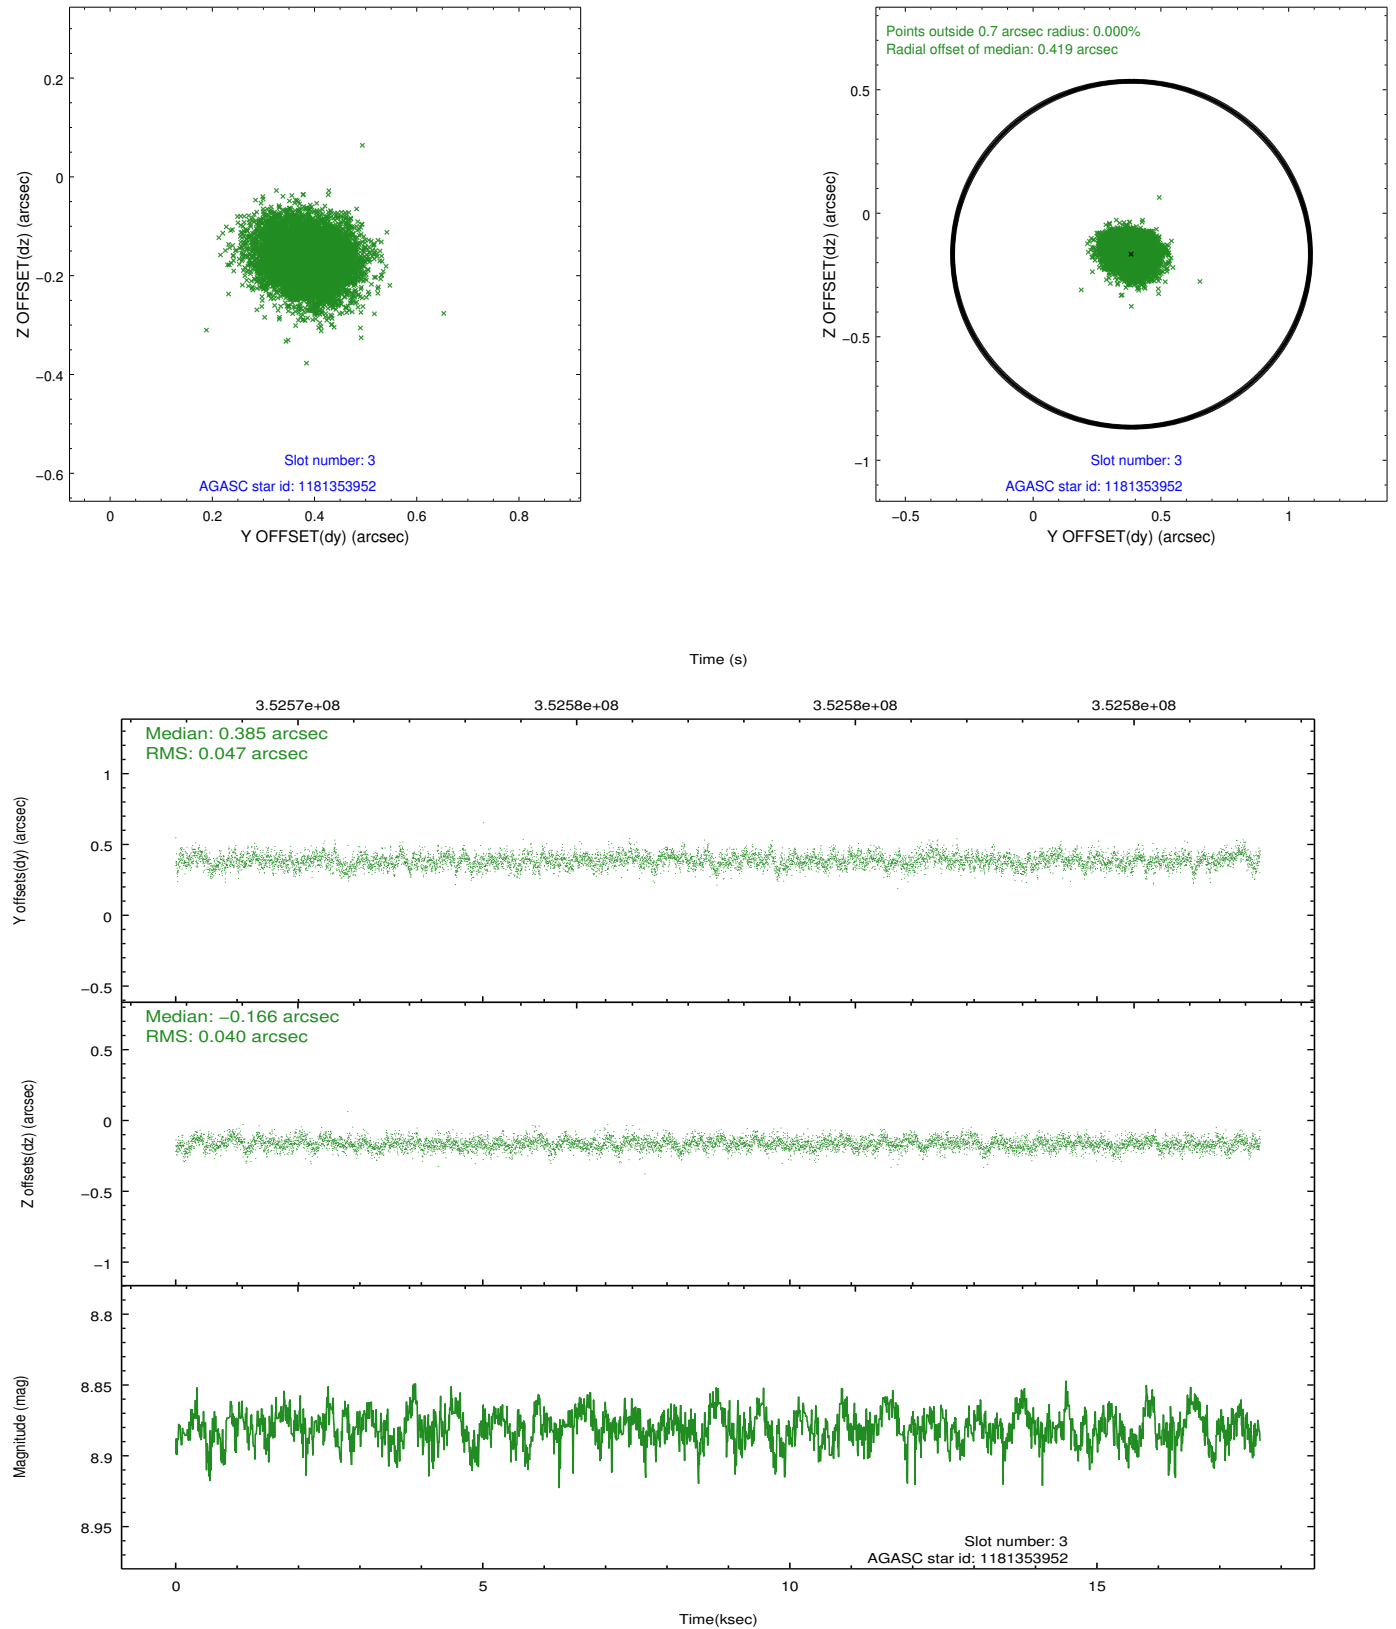 0.2
0
−0.2
−0.4
−0.6
Z OFFSET(dz) (arcsec)
Slot number: 3
AGASC star id: 1181353952
0 0.2 0.4 0.6 0.8
Y OFFSET(dy) (arcsec)
Points outside 0.7 arcsec radius: 0.000%
Radial offset of median: 0.419 arcsec
0.5
0
−0.5
−1
Z OFFSET(dz) (arcsec)
Slot number: 3
AGASC star id: 1181353952
−0.5 0 0.5 1
Y OFFSET(dy) (arcsec)
Time (s)
3.5257e+08 3.5258e+08 3.5258e+08 3.5258e+08
Median: 0.385 arcsec
RMS: 0.047 arcsec
1
0.5
0
−0.5
Y offsets(dy) (arcsec)
Median: −0.166 arcsec
RMS: 0.040 arcsec
0.5
0
−0.5
−1
Z offsets(dz) (arcsec)
8.8
8.85
8.9
8.95
Magnitude (mag)
Slot number: 3
AGASC star id: 1181353952
0 5 10 15
Time(ksec)